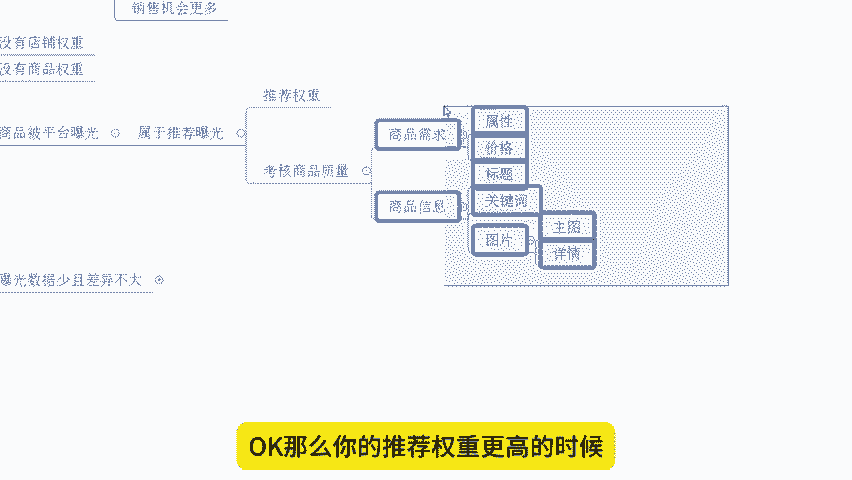 销售机会更多
没有店铺权重
没有商品权重
推荐权重
商品被平台曝光
属于推荐曝光
考核商品质量
商品需求
属性
价格
商品信息
标题
关键词
图片
主图
详情
曝光数据少且差异不大
OK那么你的推荐权重更高的时候